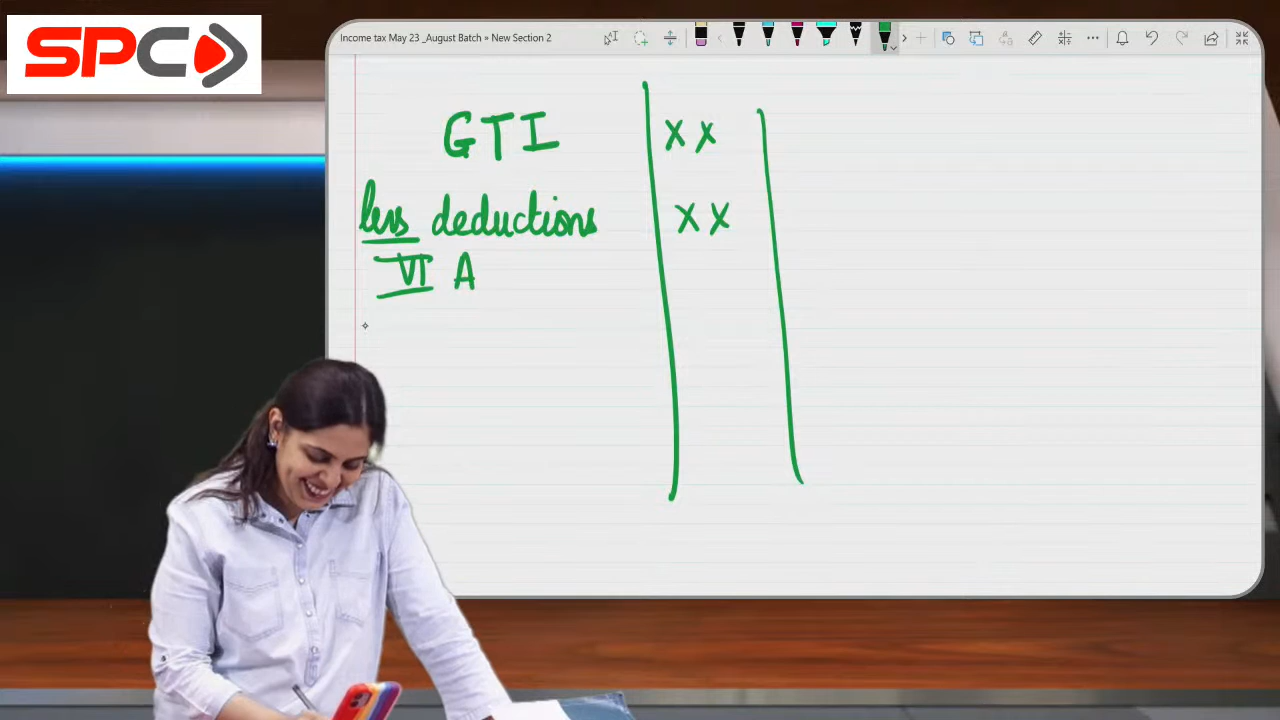 SPC
Income tax May 23 _August Batch » New Section 2
GTI XX
less deductions XX
VI A